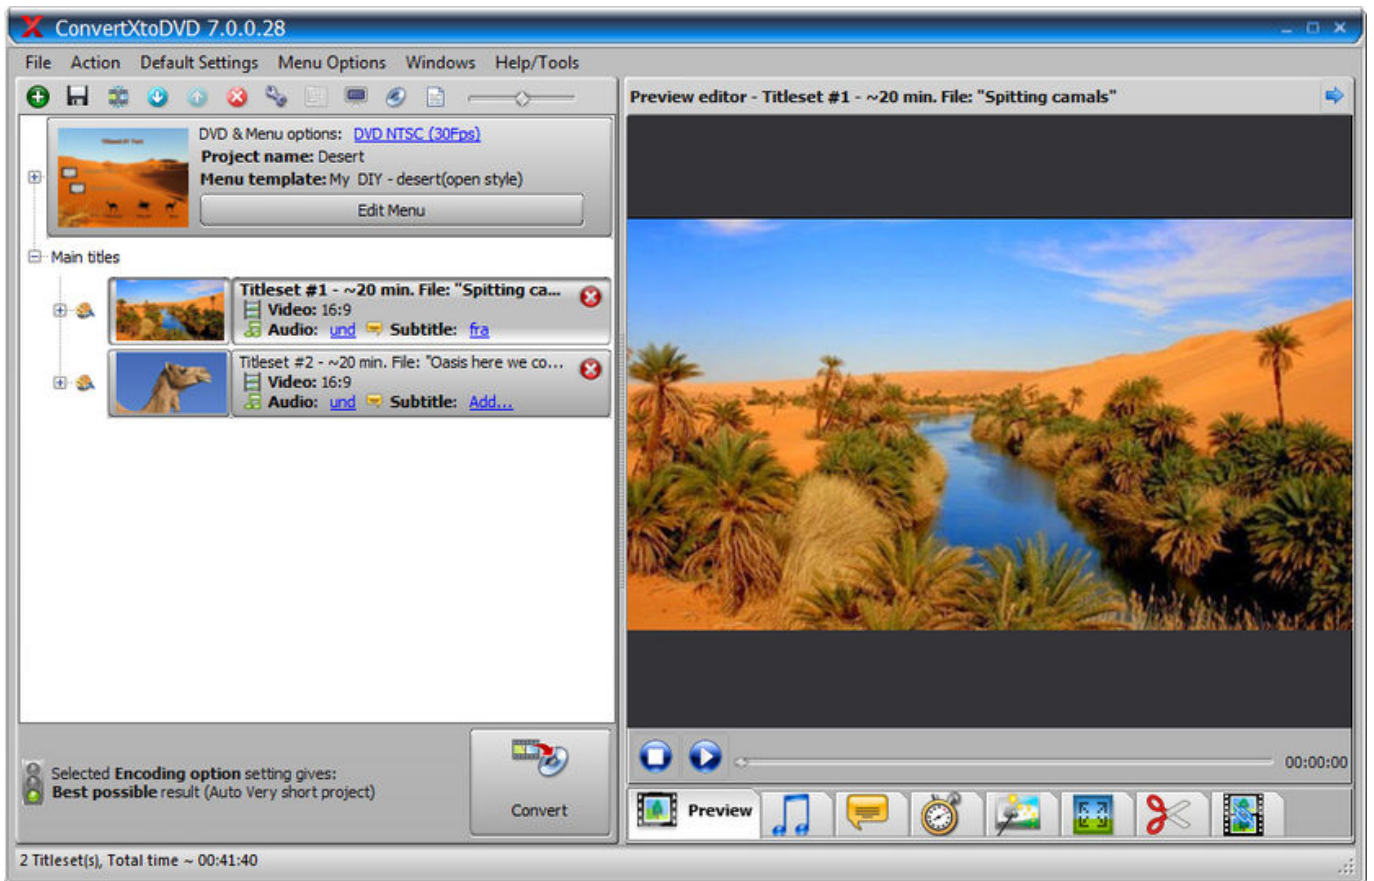 ConvertXtoDVD 7.0.0.28
File Action Default Settings Menu Options Windows Help/Tools
Preview editor - Titleset #1 - ~20 min. File: "Spitting camals"
DVD & Menu options: DVD NTSC (30Fps)
Project name: Desert
Menu template: My DIY - desert(open style)
Edit Menu
Main titles
Titleset #1 - ~20 min. File: "Spitting ca...
Video: 16:9
Audio: und Subtitle: fra
Titleset #2 - ~20 min. File: "Oasis here we co...
Video: 16:9
Audio: und Subtitle: Add...
00:00:00
Selected Encoding option setting gives:
Best possible result (Auto Very short project)
Convert
Preview
2 Titleset(s), Total time ~ 00:41:40